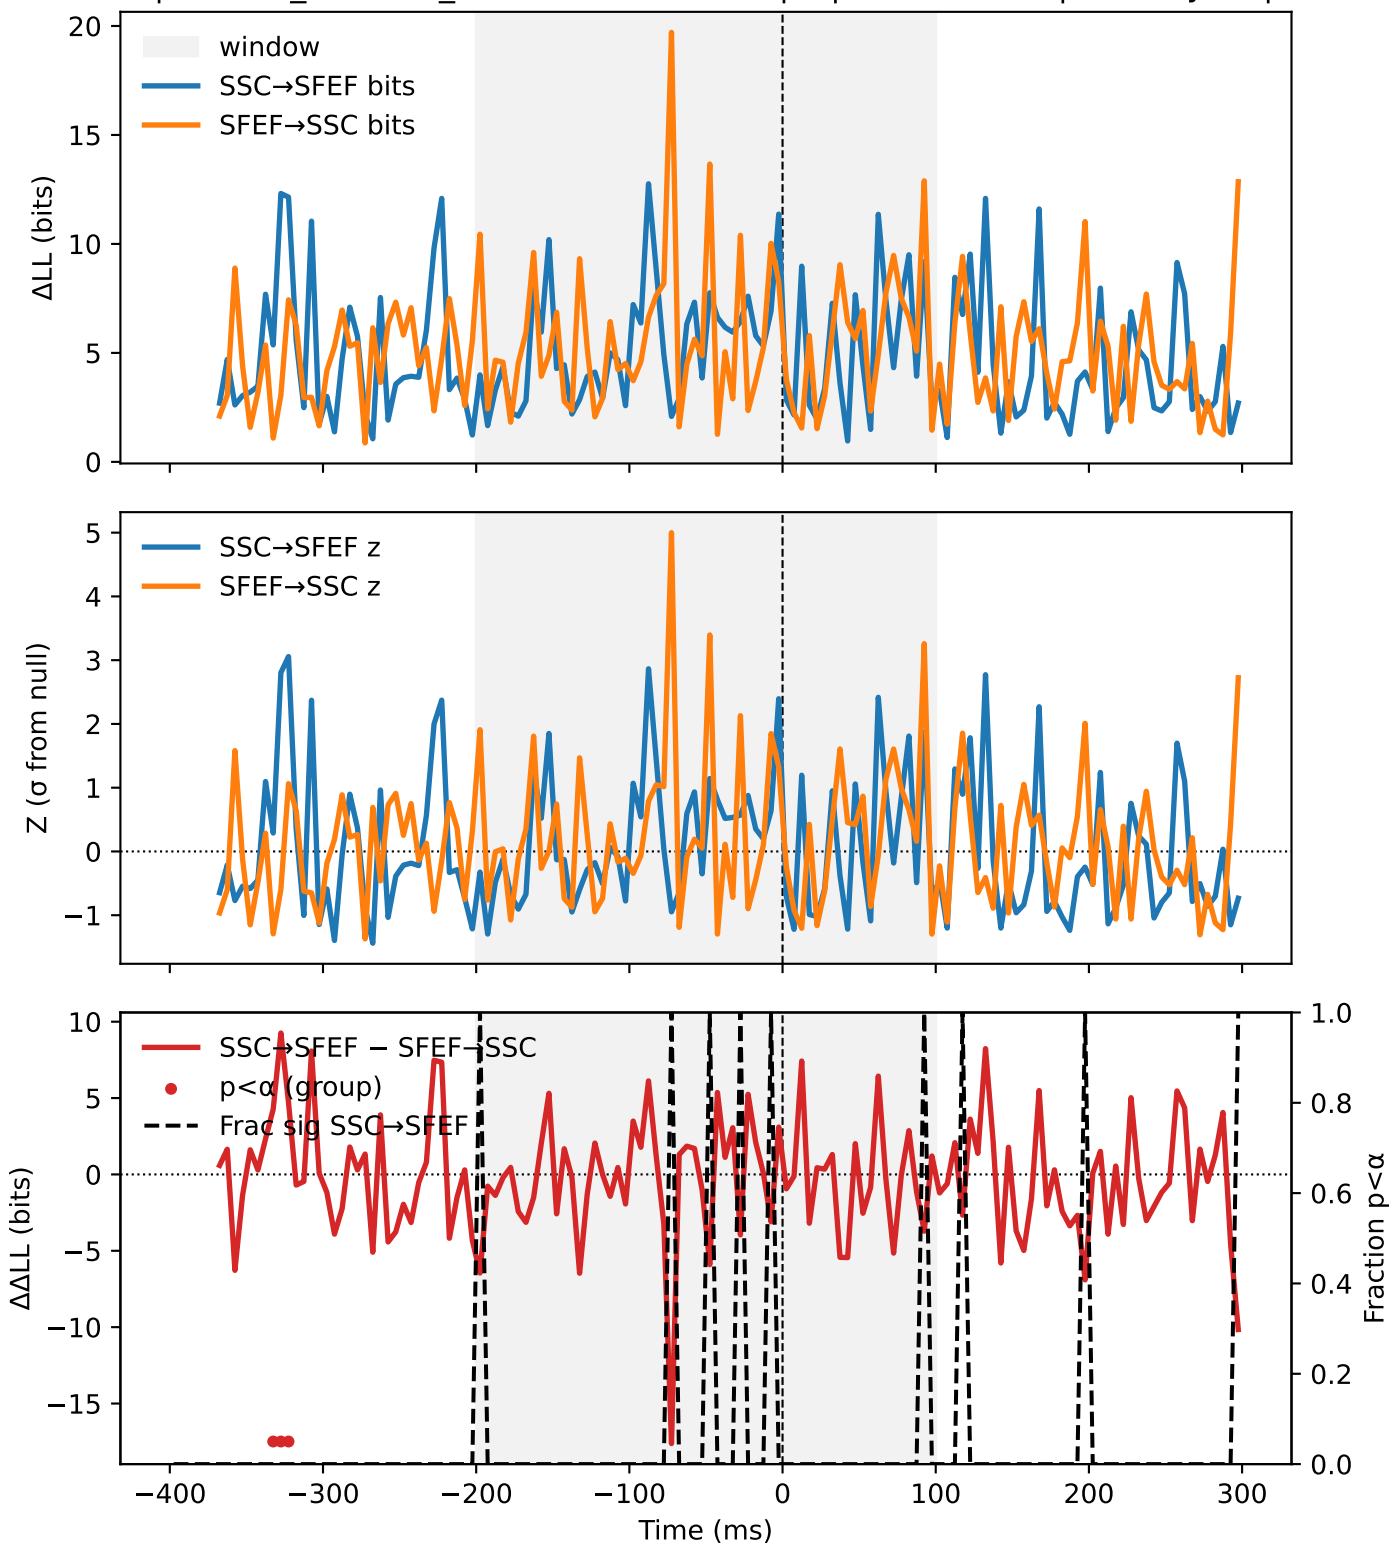 20
15
10
5
0
ΔLL (bits)
window
SSC→SFEF bits
SFEF→SSC bits
5
4
3
2
1
0
−1
Z (σ from null)
SSC→SFEF z
SFEF→SSC z
10
5
0
−5
−10
−15
ΔΔLL (bits)
SSC→SFEF − SFEF→SSC
p<α (group)
Frac sig SSC→SFEF
1.0
0.8
0.6
0.4
0.2
0.0
Fraction p<α
−400
−300
−200
−100
0
100
200
300
Time (ms)